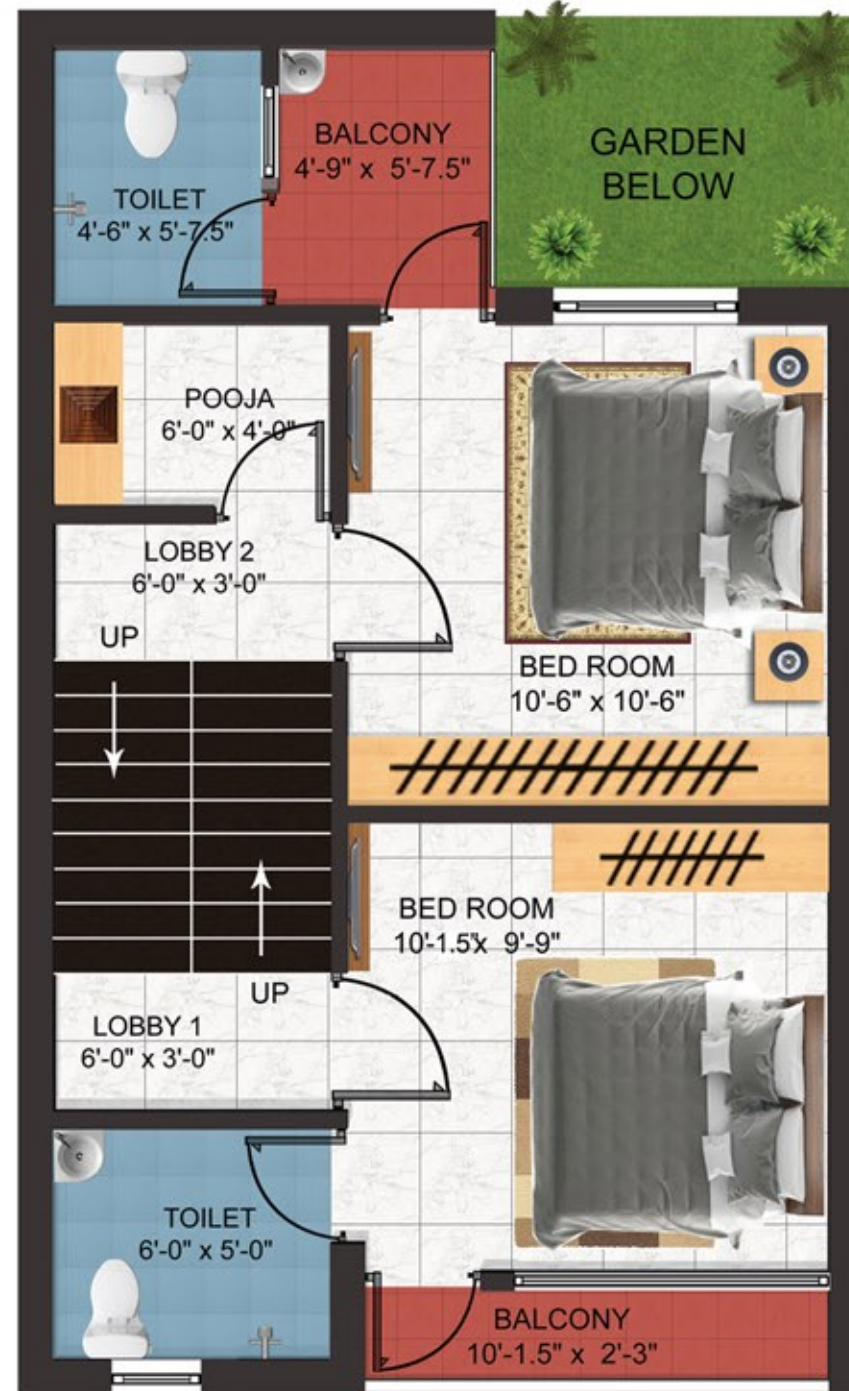 BALCONY
4'-9" x 5'-7.5"
GARDEN
BELOW
TOILET
4'-6" x 5'-7.5"
POOJA
6'-0" x 4'-0"
LOBBY 2
6'-0" x 3'-0"
UP
BED ROOM
10'-6" x 10'-6"
BED ROOM
10'-1.5"x 9'-9"
UP
LOBBY 1
6'-0" x 3'-0"
TOILET
6'-0" x 5'-0"
BALCONY
10'-1.5" x 2'-3"